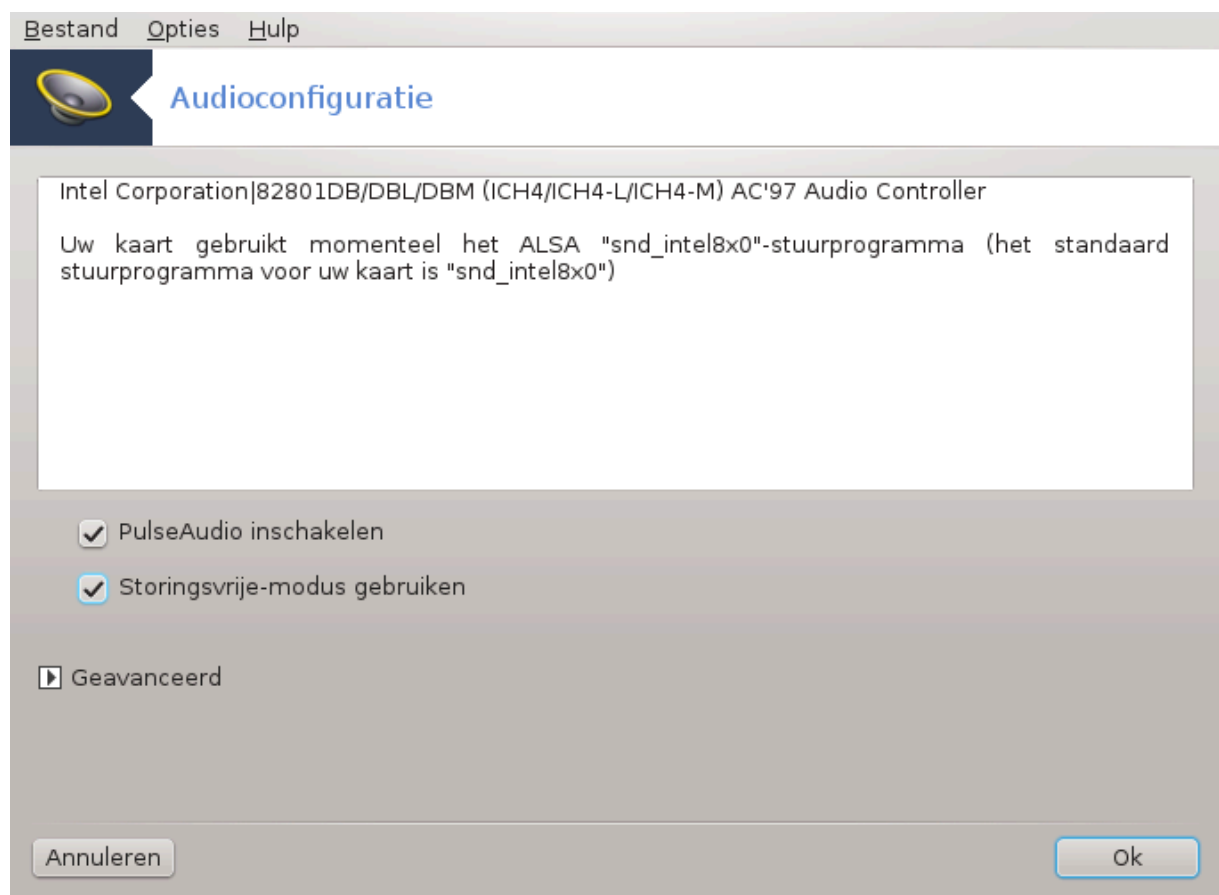 Bestand Opties Hulp
Audioconfiguratie
Intel Corporation|82801DB/DBL/DBM (ICH4/ICH4-L/ICH4-M) AC'97 Audio Controller
Uw kaart gebruikt momenteel het ALSA "snd_intel8x0"-stuurprogramma (het standaard
stuurprogramma voor uw kaart is "snd_intel8x0")
PulseAudio inschakelen
Storingsvrije-modus gebruiken
Geavanceerd
Annuleren Ok